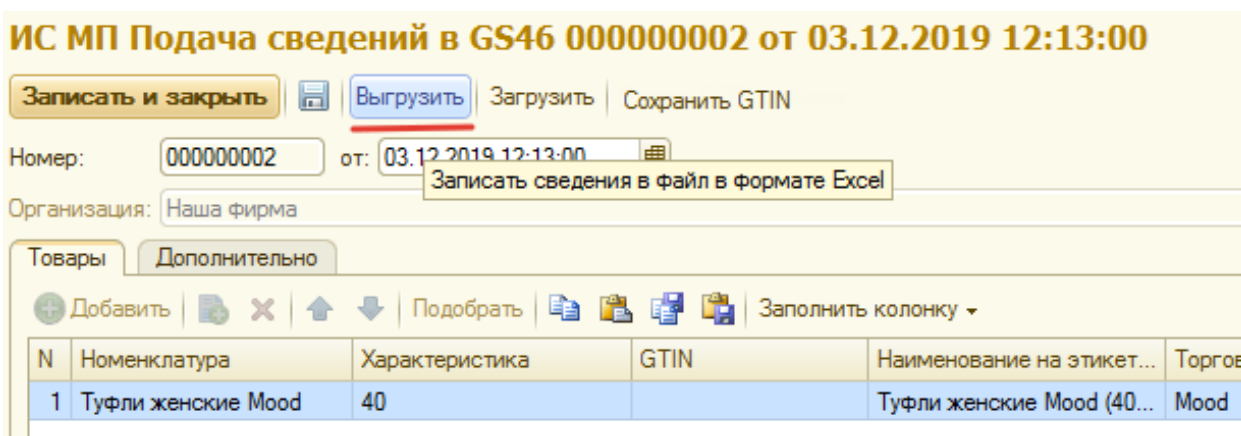 ИС МП Подача сведений в GS46 000000002 от 03.12.2019 12:13:00
Записать и закрыть Выгрузить Загрузить Сохранить GTIN
Номер: 000000002 от: 03.12.2019 12:13:00
Записать сведения в файл в формате Excel
Организация: Наша фирма
Товары Дополнительно
Добавить Подобрать Заполнить колонку
N Номенклатура Характеристика GTIN Наименование на этикет... Торгов
1 Туфли женские Mood 40 Туфли женские Mood (40... Mood